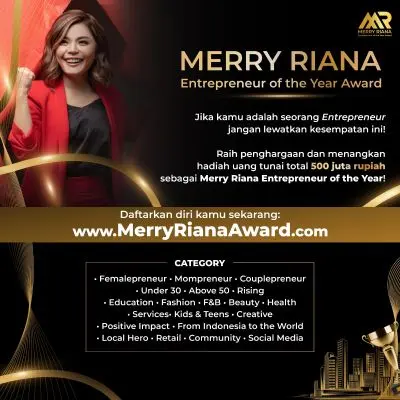 MR
MERRY RIANA
MERRY RIANA
Entrepreneur of the Year Award
Jika kamu adalah seorang Entrepreneur
jangan lewatkan kesempatan ini!
Raih penghargaan dan menangkan
hadiah uang tunai total 500 juta rupiah
sebagai Merry Riana Entrepreneur of the Year!
Daftarkan diri kamu sekarang:
www.MerryRianaAward.com
CATEGORY
• Femalepreneur • Mompreneur • Couplepreneur
• Under 30 • Above 50 • Rising
• Education • Fashion • F&B • Beauty • Health
• Services• Kids & Teens • Creative
• Positive Impact • From Indonesia to the World
• Local Hero • Retail • Community • Social Media